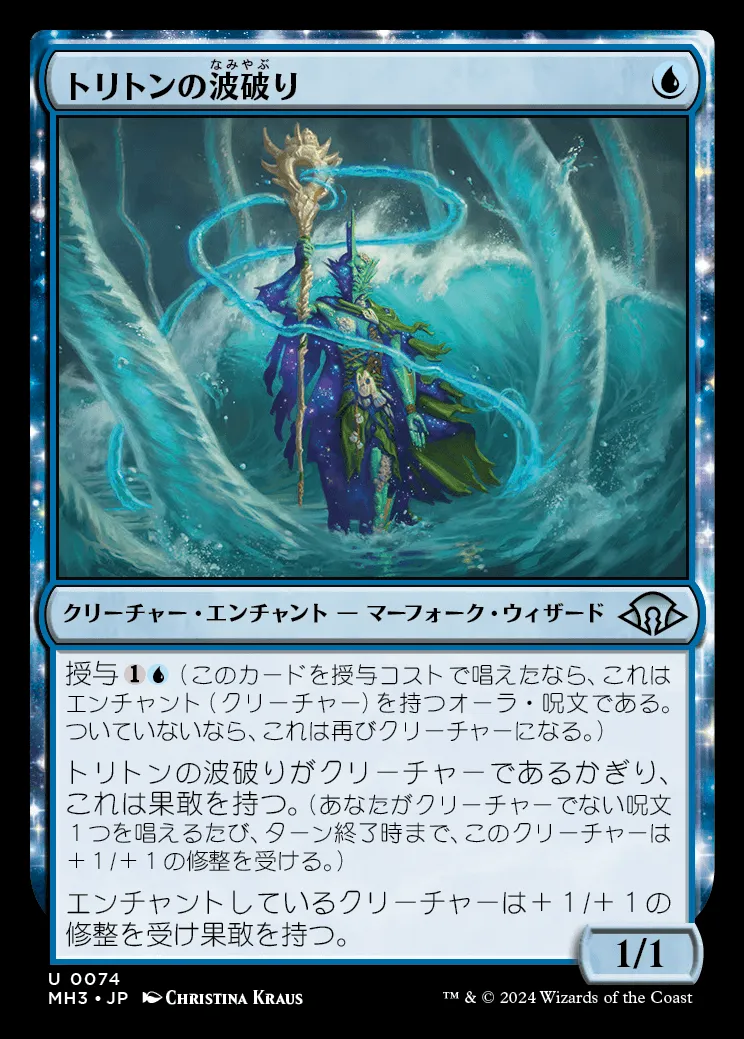 なみやぶ
トリトンの波破り
クリーチャー・エンチャント — マーフォーク・ウィザード
授与 1 (このカードを授与コストで唱えたなら、これは
エンチャント(クリーチャー)を持つオーラ・呪文である。
ついていないなら、これは再びクリーチャーになる。)
トリトンの波破りがクリーチャーであるかぎり、
これは果敢を持つ。(あなたがクリーチャーでない呪文
1つを唱えるたび、ターン終了時まで、このクリーチャーは
+1/+1の修整を受ける。)
エンチャントしているクリーチャーは+1/+1の
修整を受け果敢を持つ。
1/1
U 0074
MH3 • JP Christina Kraus
™ & © 2024 Wizards of the Coast